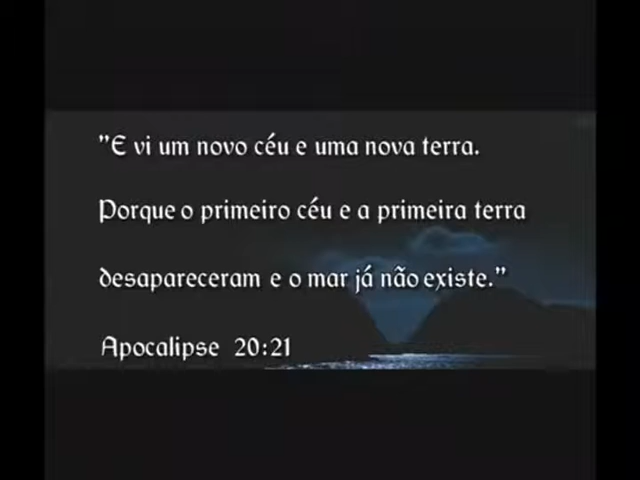 "E vi um novo céu e uma nova terra.
Porque o primeiro céu e a primeira terra
desapareceram e o mar já não existe."
Apocalipse 20:21